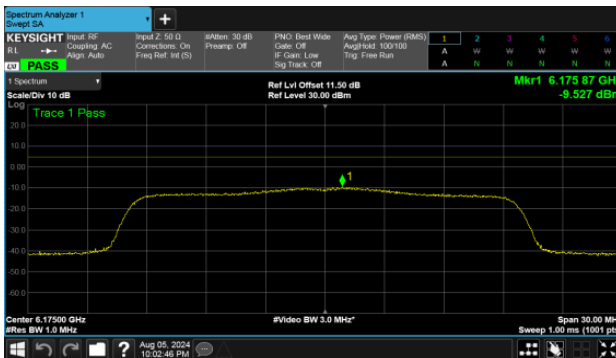 Spectrum Analyzer 1
Swept SA
+
KEYSIGHT
RL
LXI PASS
Input: RF
Coupling: AC
Align: Auto
Input Z: 50 Ω
Corrections: On
Freq Ref: Int (S)
#Atten: 30 dB
Preamp: Off
PNO: Best Wide
Gate: Off
IF Gain: Low
Sig Track: Off
Avg Type: Power (RMS)
Avg|Hold: 100/100
Trig: Free Run
1 2 3 4 5 6
A W W W W W
A N N N N N
1 Spectrum
Scale/Div 10 dB
Ref Lvl Offset 11.50 dB
Ref Level 30.00 dBm
Mkr1 6.175 87 GH
-9.527 dBr
Log
Trace 1 Pass
20.0
10.0
0.00
-10.0
-20.0
-30.0
-40.0
-50.0
-60.0
1
Center 6.17500 GHz
#Res BW 1.0 MHz
#Video BW 3.0 MHz*
Span 30.00 MH
Sweep 1.00 ms (1001 pts
?
Aug 05, 2024
10:02:46 PM